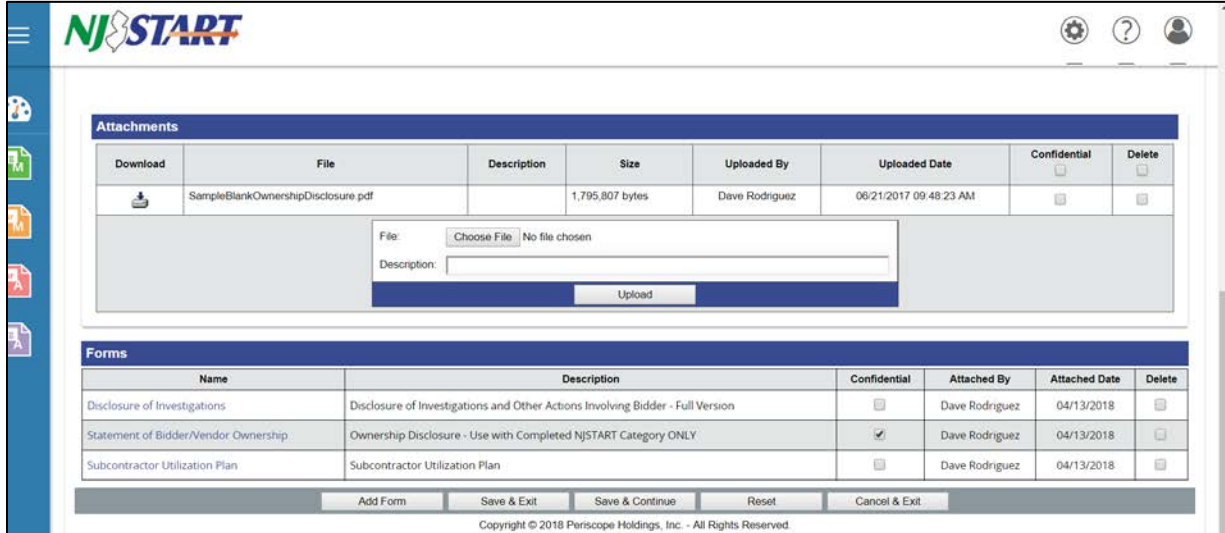 NJ START
Attachments
Download File Description Size Uploaded By Uploaded Date Confidential Delete
SampleBlankOwnershipDisclosure.pdf 1,795,807 bytes Dave Rodriguez 06/21/2017 09:48:23 AM
File: Choose File No file chosen
Description:
Upload
Forms
Name Description Confidential Attached By Attached Date Delete
Disclosure of Investigations Disclosure of Investigations and Other Actions Involving Bidder - Full Version Dave Rodriguez 04/13/2018
Statement of Bidder/Vendor Ownership Ownership Disclosure - Use with Completed NJSTART Category ONLY Dave Rodriguez 04/13/2018
Subcontractor Utilization Plan Subcontractor Utilization Plan Dave Rodriguez 04/13/2018
Add Form Save & Exit Save & Continue Reset Cancel & Exit
Copyright © 2018 Periscope Holdings, Inc. - All Rights Reserved.